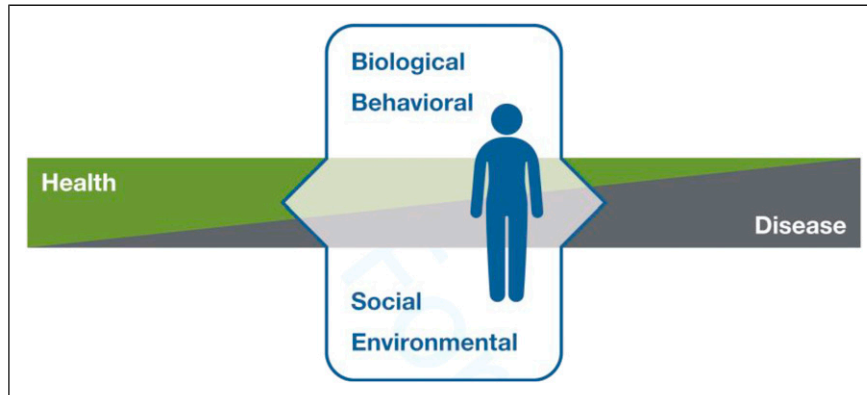 Biological
Behavioral
Health
Disease
Social
Environmental